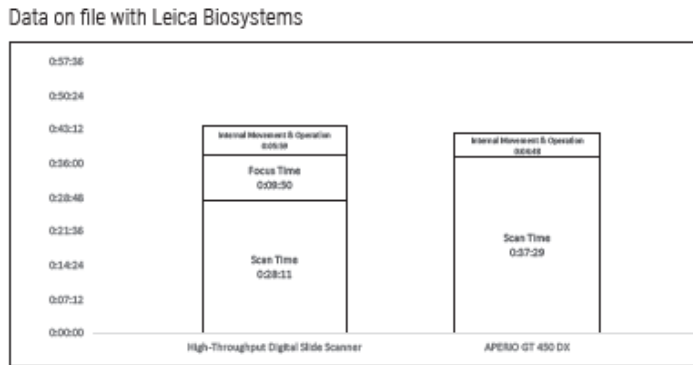 Data on file with Leica Biosystems
0:57:36
0:50:24
0:43:12
0:36:00
0:28:48
0:21:36
0:14:24
0:07:12
0:00:00
Internal Movement & Operation
Focus Time
0:09:50
Scan Time
0:28:11
High-Throughput Digital Slide Scanner
Internal Movement & Operation
Scan Time
0:37:29
APERIO GT 450 DX